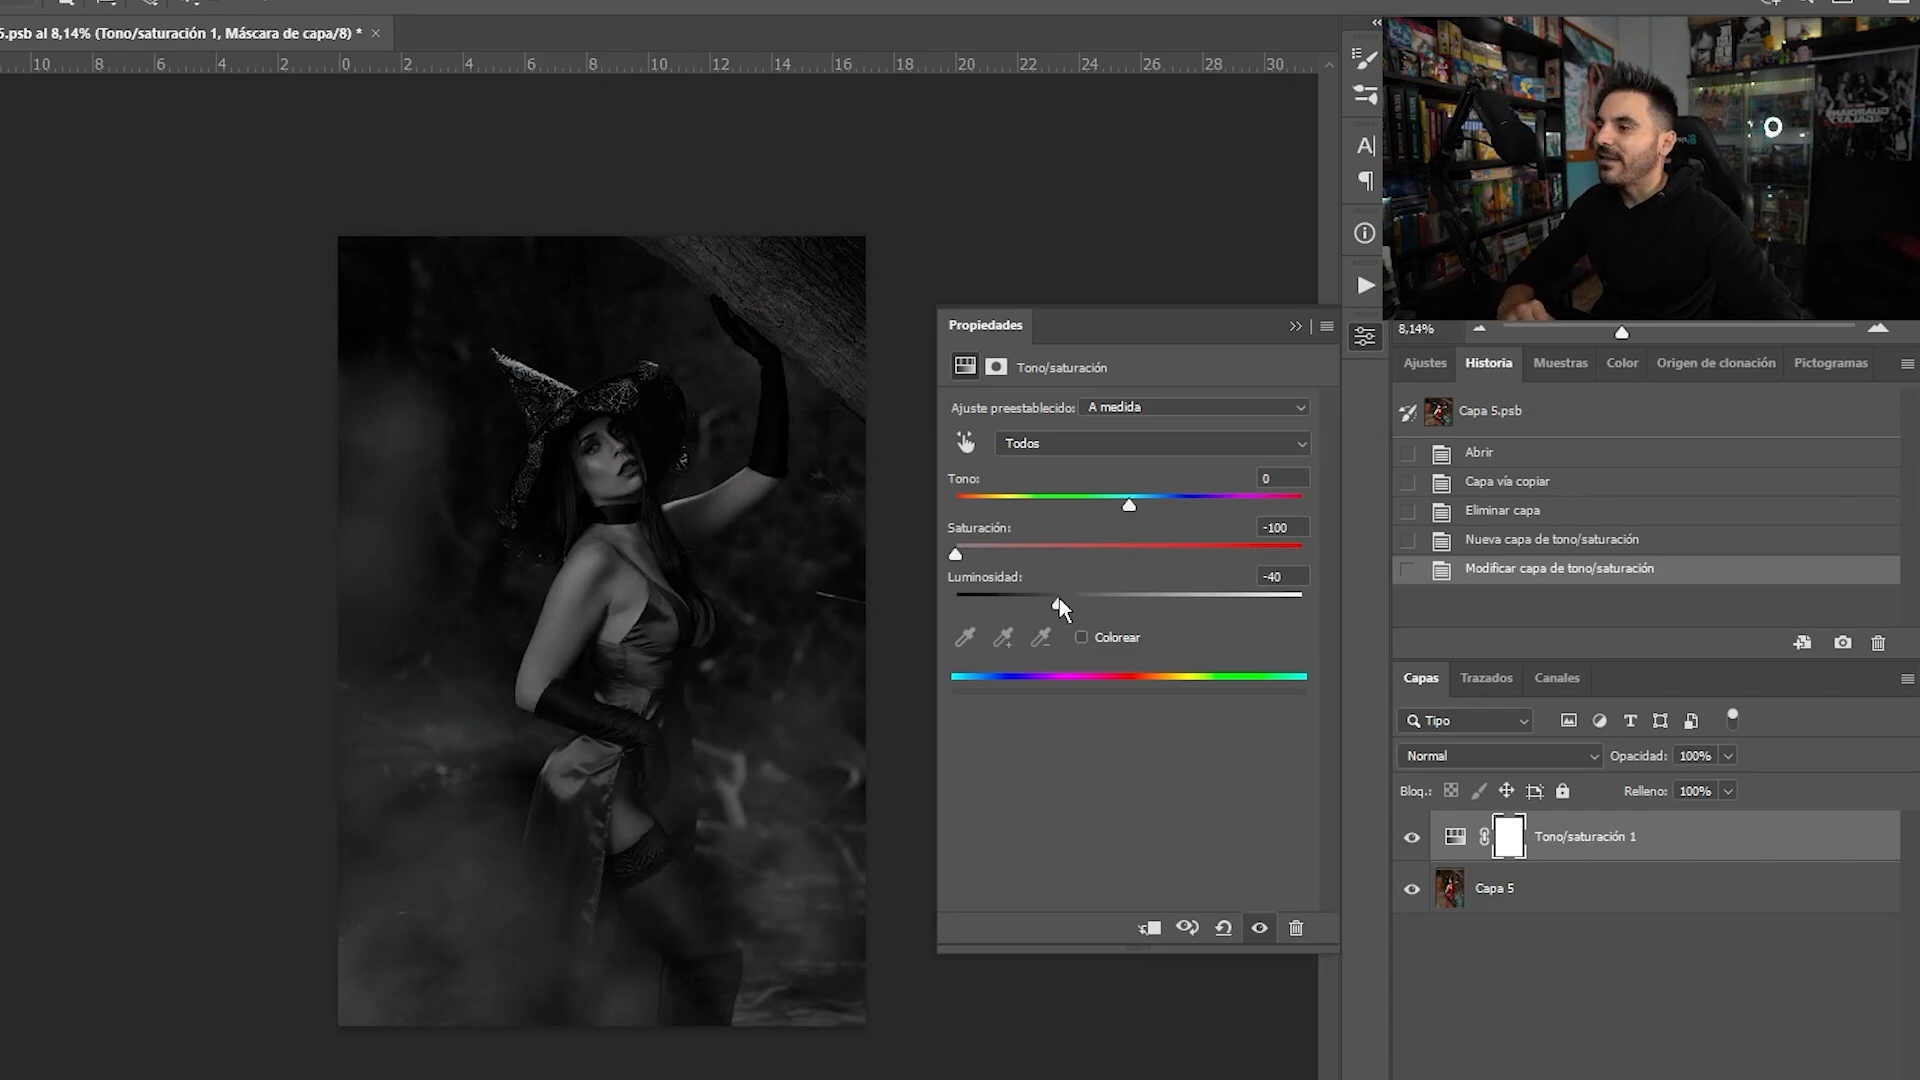 5.psb al 8,14% (Tono/saturación 1, Máscara de capa/8) * ×
10 8 6 4 2 0 2 4 6 8 10 12 14 16 18 20 22 24 26 28 30
8,14%
Ajustes Historia Muestras Color Origen de clonación Pictogramas
Capa 5.psb
Abrir
Capa vía copiar
Eliminar capa
Nueva capa de tono/saturación
Modificar capa de tono/saturación
Propiedades
Tono/saturación
Ajuste preestablecido: A medida
Todos
Tono: 0
Saturación: -100
Luminosidad: -40
Colorear
Capas Trazados Canales
Tipo
Normal Opacidad: 100%
Bloq.: Relleno: 100%
Tono/saturación 1
Capa 5